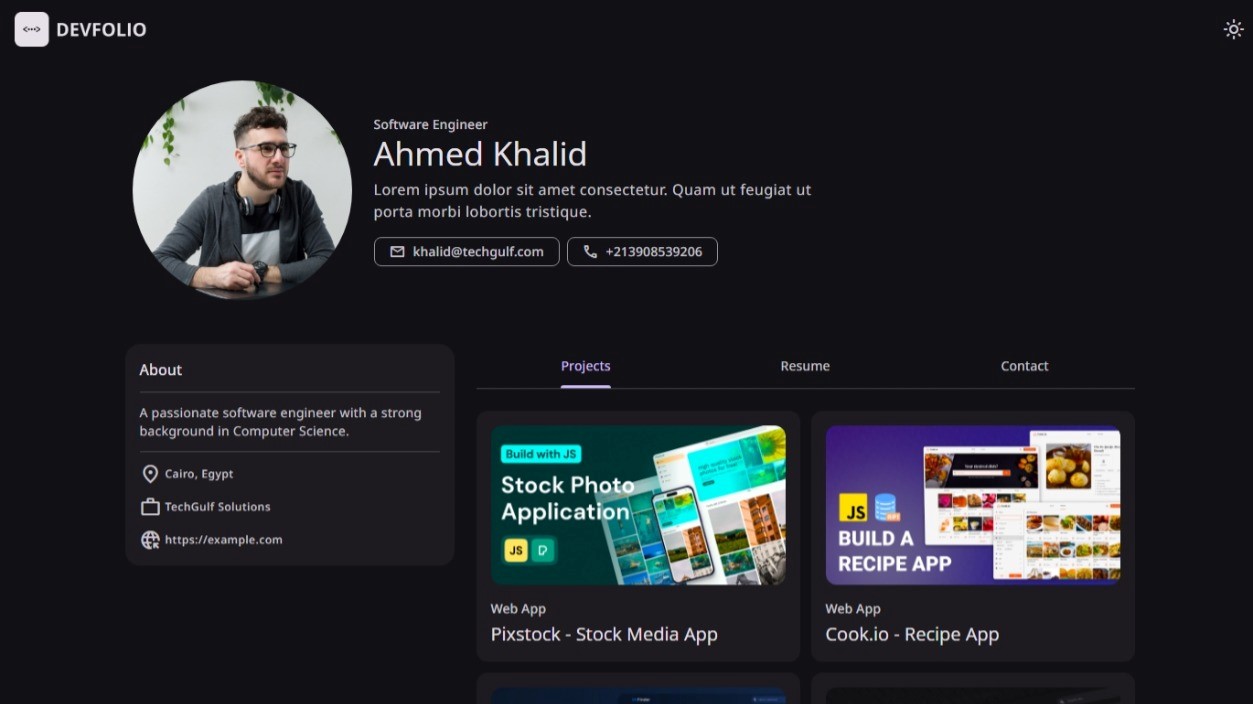 DEVFOLIO
Software Engineer
Ahmed Khalid
Lorem ipsum dolor sit amet consectetur. Quam ut feugiat ut
porta morbi lobortis tristique.
khalid@techgulf.com
+213908539206
About
A passionate software engineer with a strong
background in Computer Science.
Cairo, Egypt
TechGulf Solutions
https://example.com
Projects
Resume
Contact
Build with JS
Stock Photo
Application
JS
Web App
Pixstock - Stock Media App
JS
BUILD A
RECIPE APP
Web App
Cook.io - Recipe App